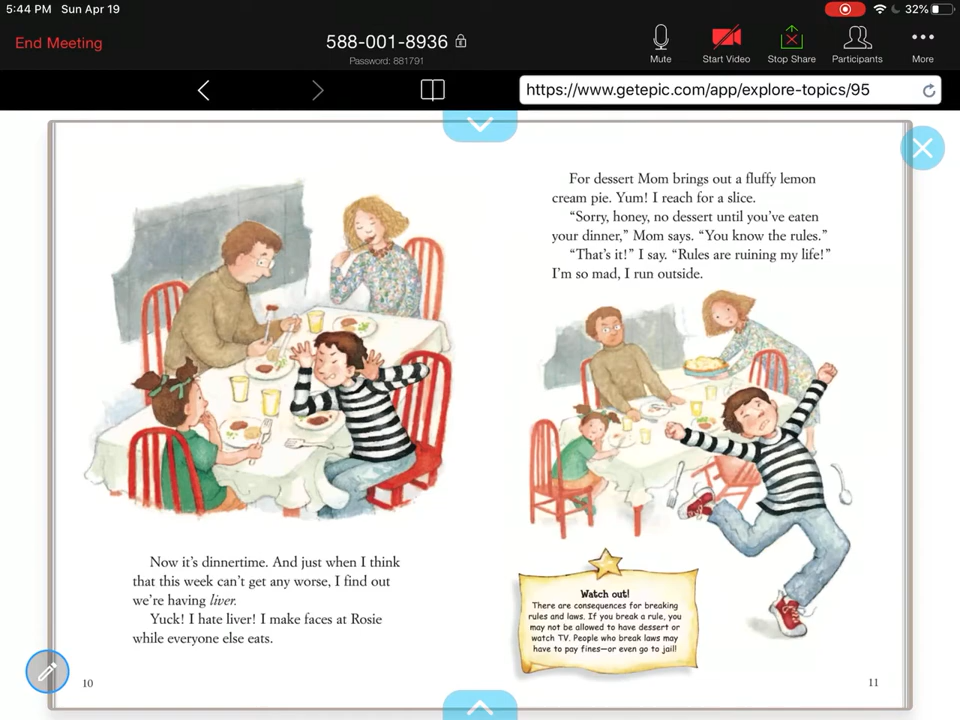 5:44 PM Sun Apr 19
32%
End Meeting
588-001-8936
Password: 881791
Mute
Start Video
Stop Share
Participants
More
https://www.getepic.com/app/explore-topics/95
Now it's dinnertime. And just when I think
that this week can't get any worse, I find out
we're having liver.
Yuck! I hate liver! I make faces at Rosie
while everyone else eats.
10
For dessert Mom brings out a fluffy lemon
cream pie. Yum! I reach for a slice.
“Sorry, honey, no dessert until you've eaten
your dinner,” Mom says. “You know the rules.”
“That's it!” I say. “Rules are ruining my life!”
I'm so mad, I run outside.
Watch out!
There are consequences for breaking
rules and laws. If you break a rule, you
may not be allowed to have dessert or
watch TV. People who break laws may
have to pay fines—or even go to jail!
11